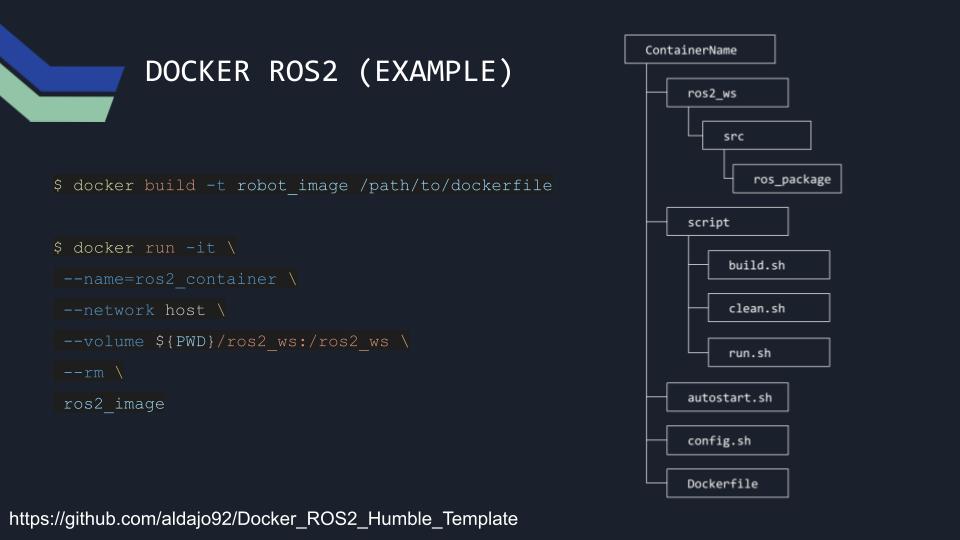 DOCKER ROS2 (EXAMPLE)
$ docker build -t robot_image /path/to/dockerfile
$ docker run -it \
--name=ros2_container \
--network host \
--volume ${PWD}/ros2_ws:/ros2_ws \
--rm \
ros2_image
ContainerName
ros2_ws
src
ros_package
script
build.sh
clean.sh
run.sh
autostart.sh
config.sh
Dockerfile
https://github.com/aldajo92/Docker_ROS2_Humble_Template